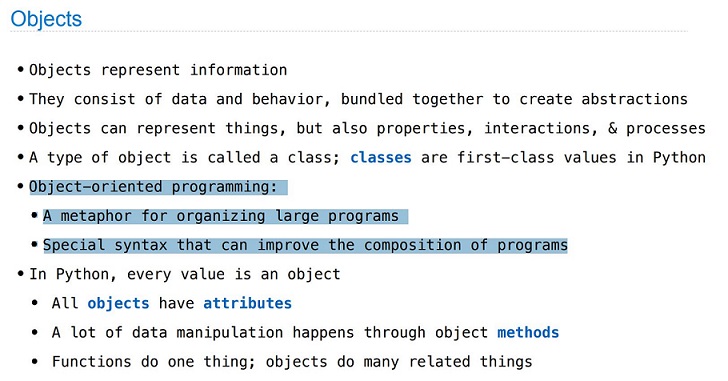 Objects
• Objects represent information
• They consist of data and behavior, bundled together to create abstractions
• Objects can represent things, but also properties, interactions, & processes
• A type of object is called a class; classes are first-class values in Python
• Object-oriented programming:
• A metaphor for organizing large programs
• Special syntax that can improve the composition of programs
• In Python, every value is an object
• All objects have attributes
• A lot of data manipulation happens through object methods
• Functions do one thing; objects do many related things